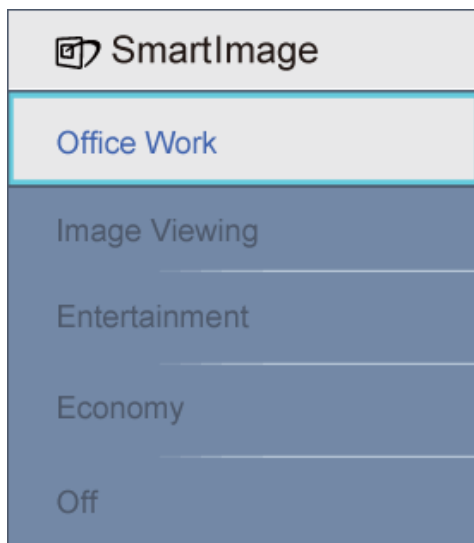 SmartImage
Office Work
Image Viewing
Entertainment
Economy
Off